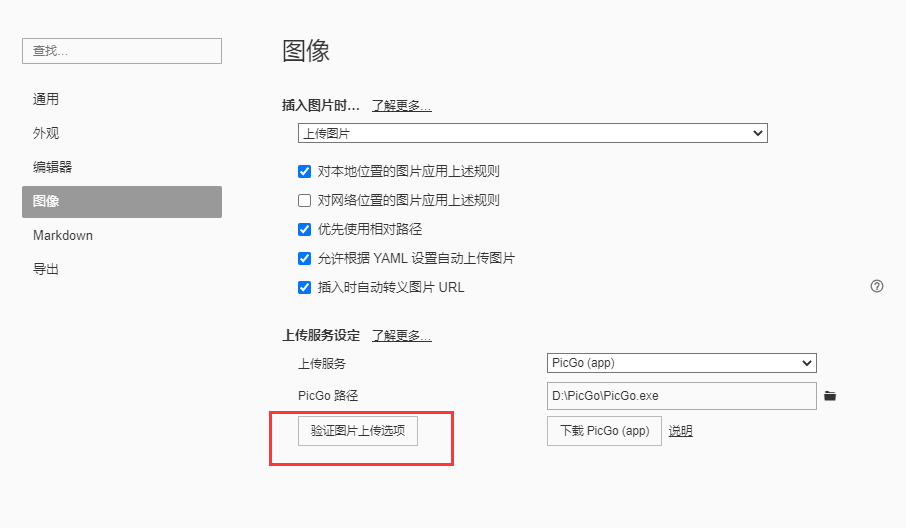 查找...
通用
外观
编辑器
图像
Markdown
导出
图像
插入图片时... 了解更多...
上传图片
对本地位置的图片应用上述规则
对网络位置的图片应用上述规则
优先使用相对路径
允许根据 YAML 设置自动上传图片
插入时自动转义图片 URL
上传服务设定 了解更多...
上传服务 PicGo (app)
PicGo 路径 D:\PicGo\PicGo.exe
验证图片上传选项 下载 PicGo (app) 说明